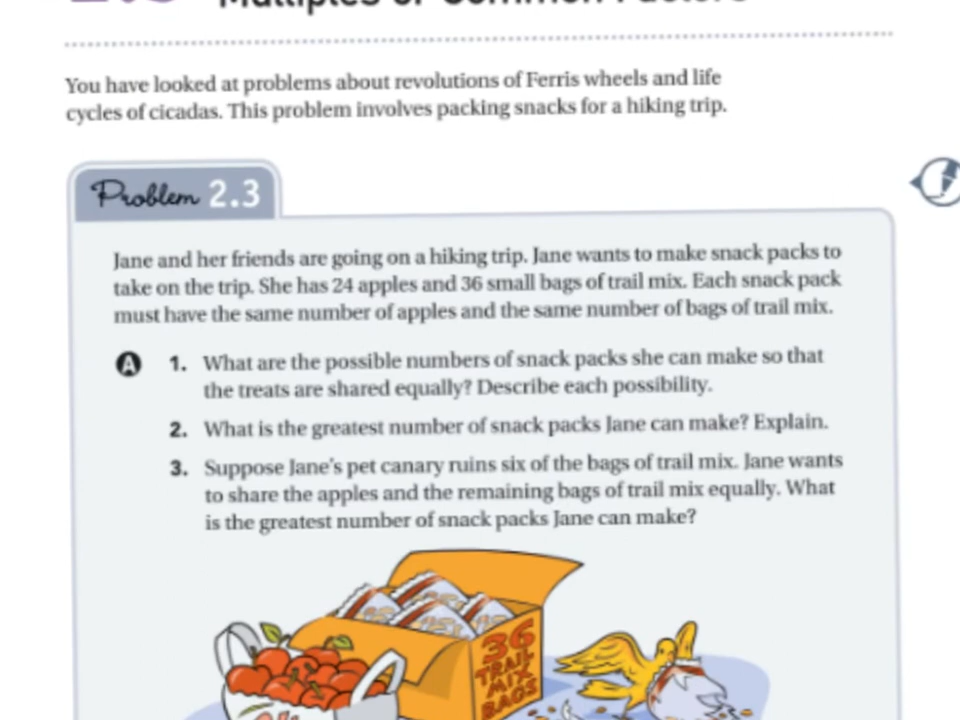 Multiples or Common Factors
You have looked at problems about revolutions of Ferris wheels and life
cycles of cicadas. This problem involves packing snacks for a hiking trip.
Problem 2.3
Jane and her friends are going on a hiking trip. Jane wants to make snack packs to
take on the trip. She has 24 apples and 36 small bags of trail mix. Each snack pack
must have the same number of apples and the same number of bags of trail mix.
A 1. What are the possible numbers of snack packs she can make so that
the treats are shared equally? Describe each possibility.
2. What is the greatest number of snack packs Jane can make? Explain.
3. Suppose Jane's pet canary ruins six of the bags of trail mix. Jane wants
to share the apples and the remaining bags of trail mix equally. What
is the greatest number of snack packs Jane can make?
36
TRAIL
MIX
BAGS